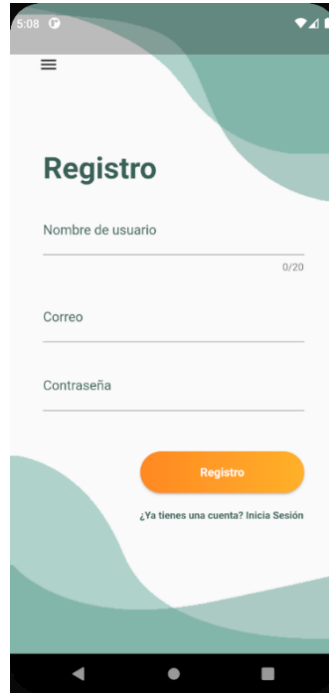 5:08
Registro
Nombre de usuario
0/20
Correo
Contraseña
Registro
¿Ya tienes una cuenta? Inicia Sesión